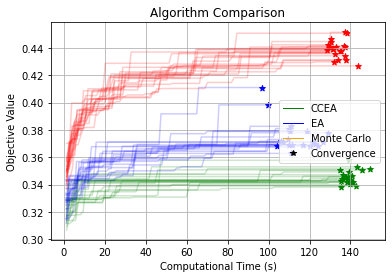 Algorithm Comparison
Objective Value
0.44
0.42
0.40
0.38
0.36
0.34
0.32
0.30
CCEA
EA
Monte Carlo
Convergence
0 20 40 60 80 100 120 140
Computational Time (s)